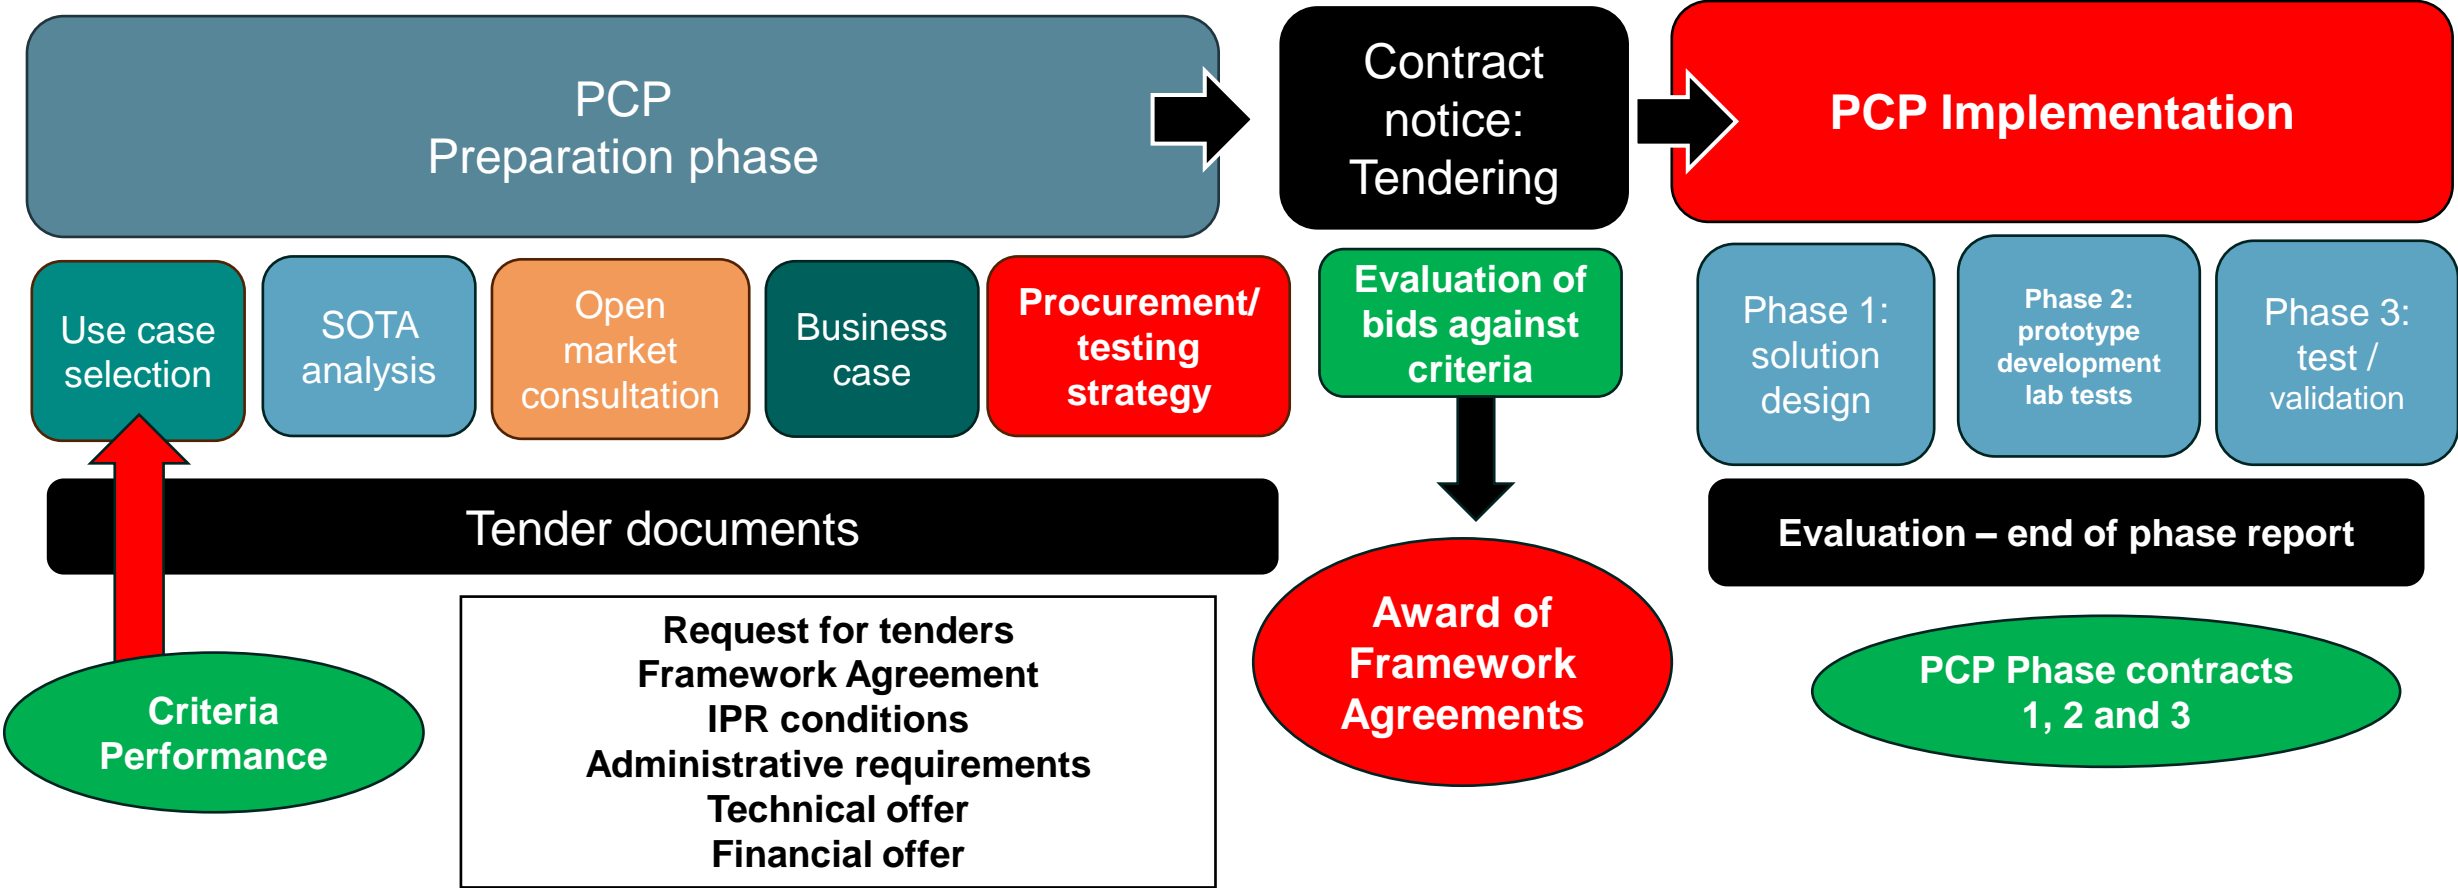 PCP
Preparation phase
Contract
notice:
Tendering
PCP Implementation
Use case
selection
SOTA
analysis
Open
market
consultation
Business
case
Procurement/
testing
strategy
Evaluation of
bids against
criteria
Phase 1:
solution
design
Phase 2:
prototype
development
lab tests
Phase 3:
test /
validation
Tender documents
Evaluation – end of phase report
Criteria
Performance
Request for tenders
Framework Agreement
IPR conditions
Administrative requirements
Technical offer
Financial offer
Award of
Framework
Agreements
PCP Phase contracts
1, 2 and 3